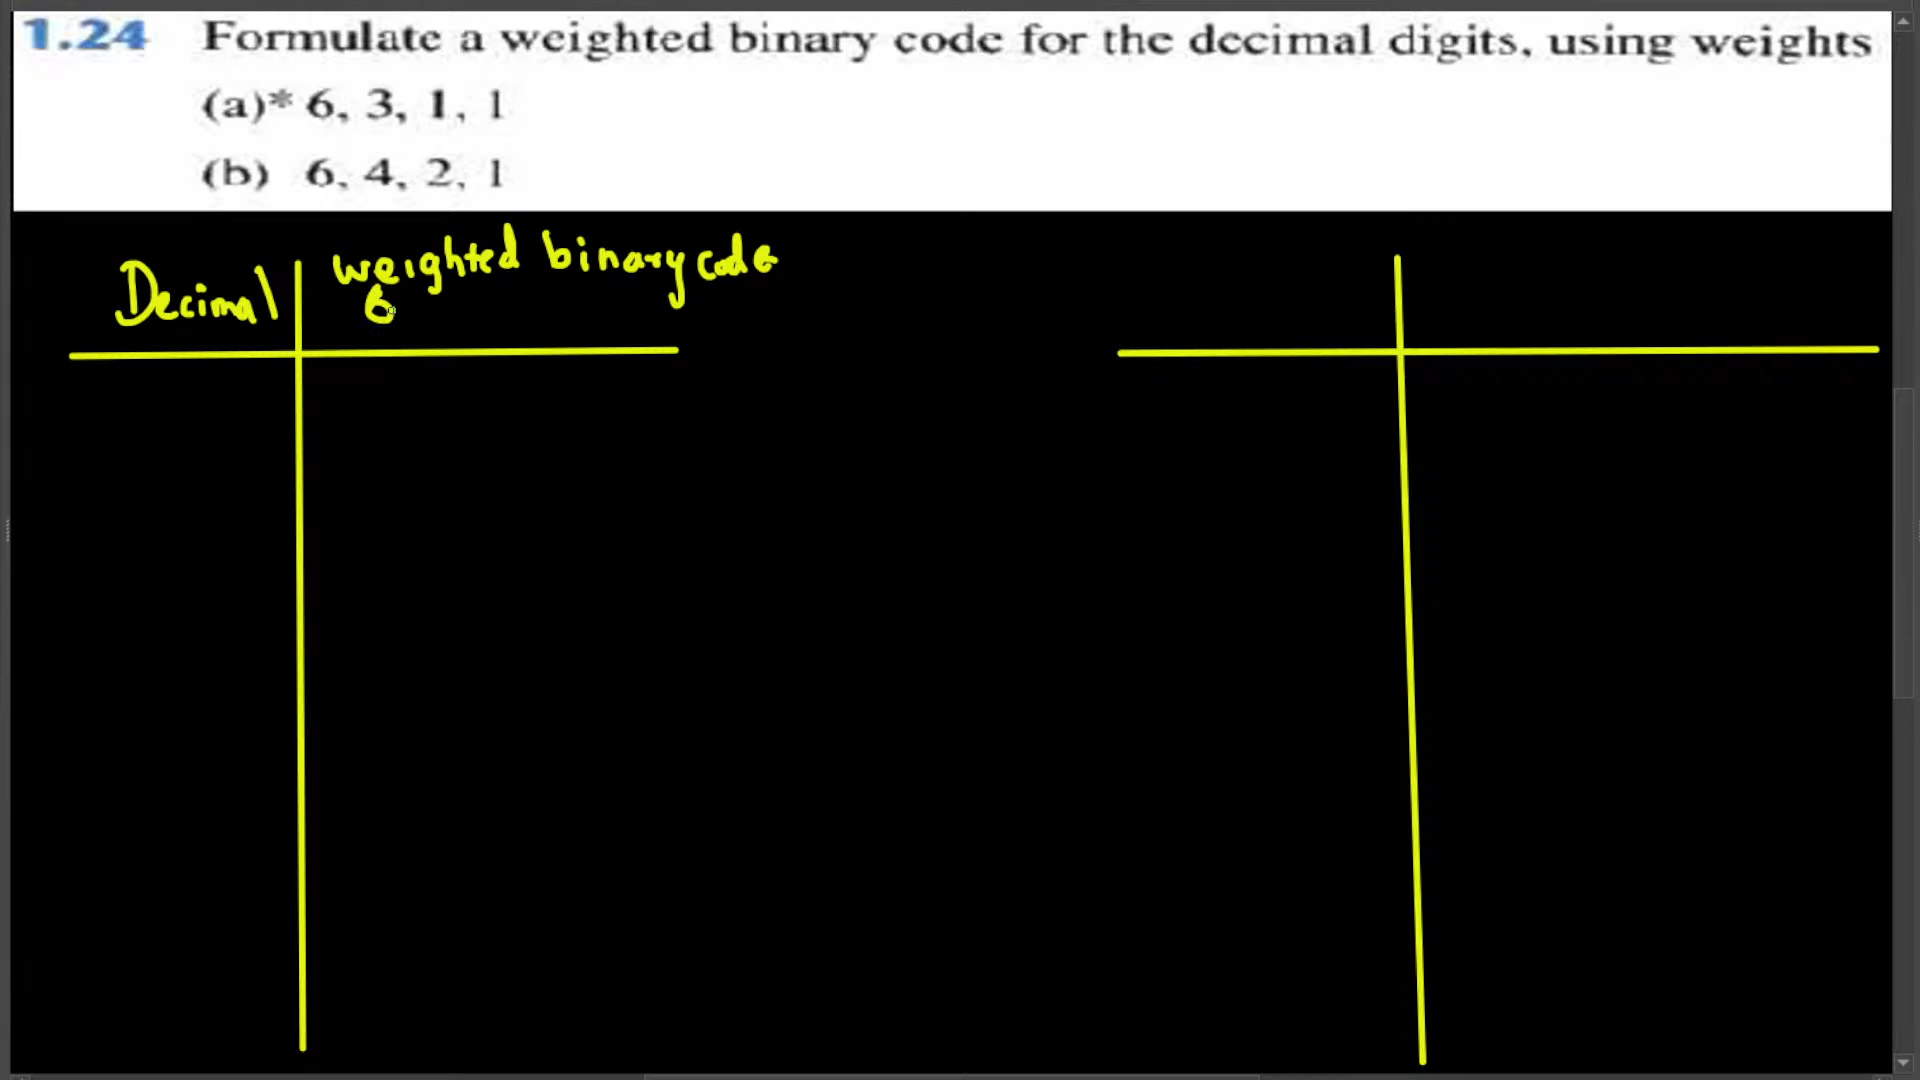 1.24 Formulate a weighted binary code for the decimal digits, using weights
(a)* 6, 3, 1, 1
(b) 6, 4, 2, 1
Decimal weighted binary code
6